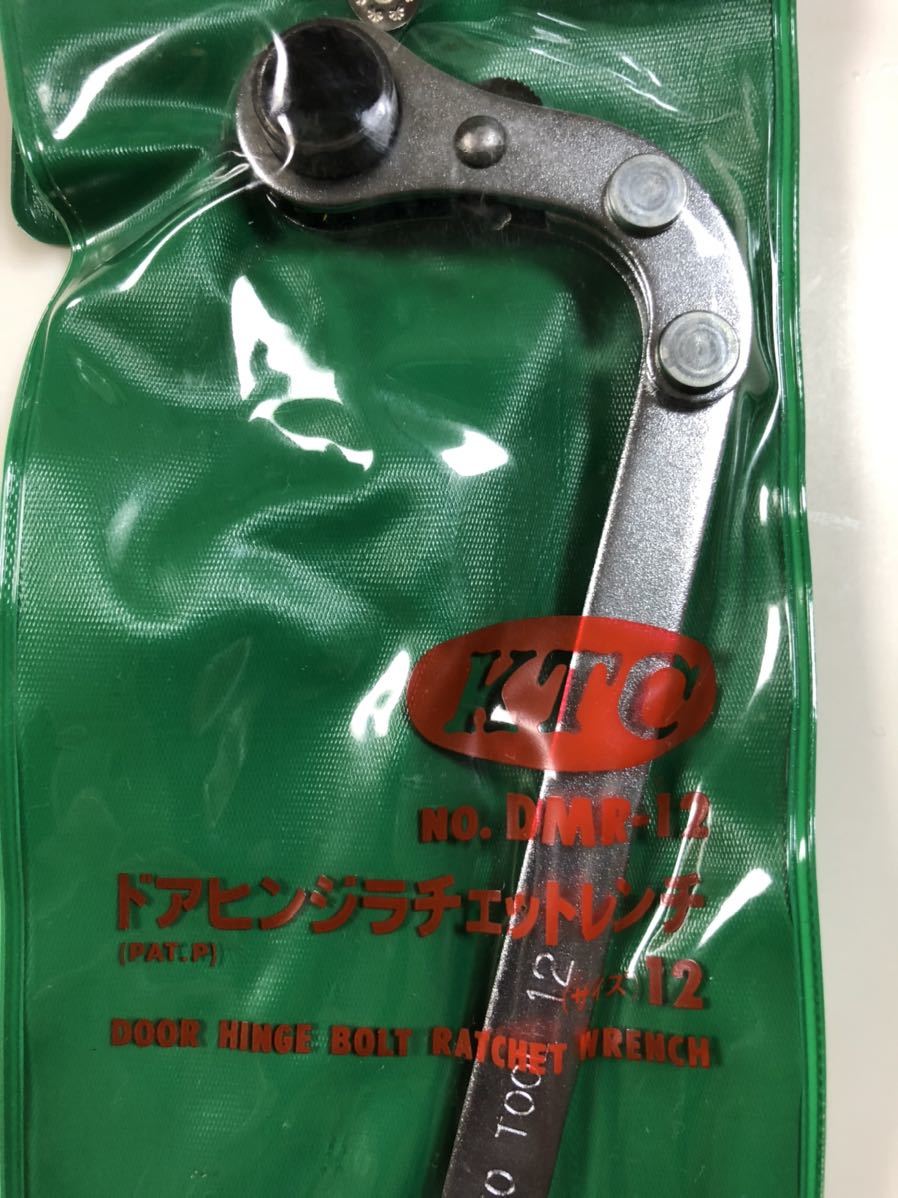 KTC
NO. DMR-12
ドアヒンジラチェットレンチ
(PAT.P)
(サイズ) 12
DOOR HINGE BOLT RATCHET WRENCH
12